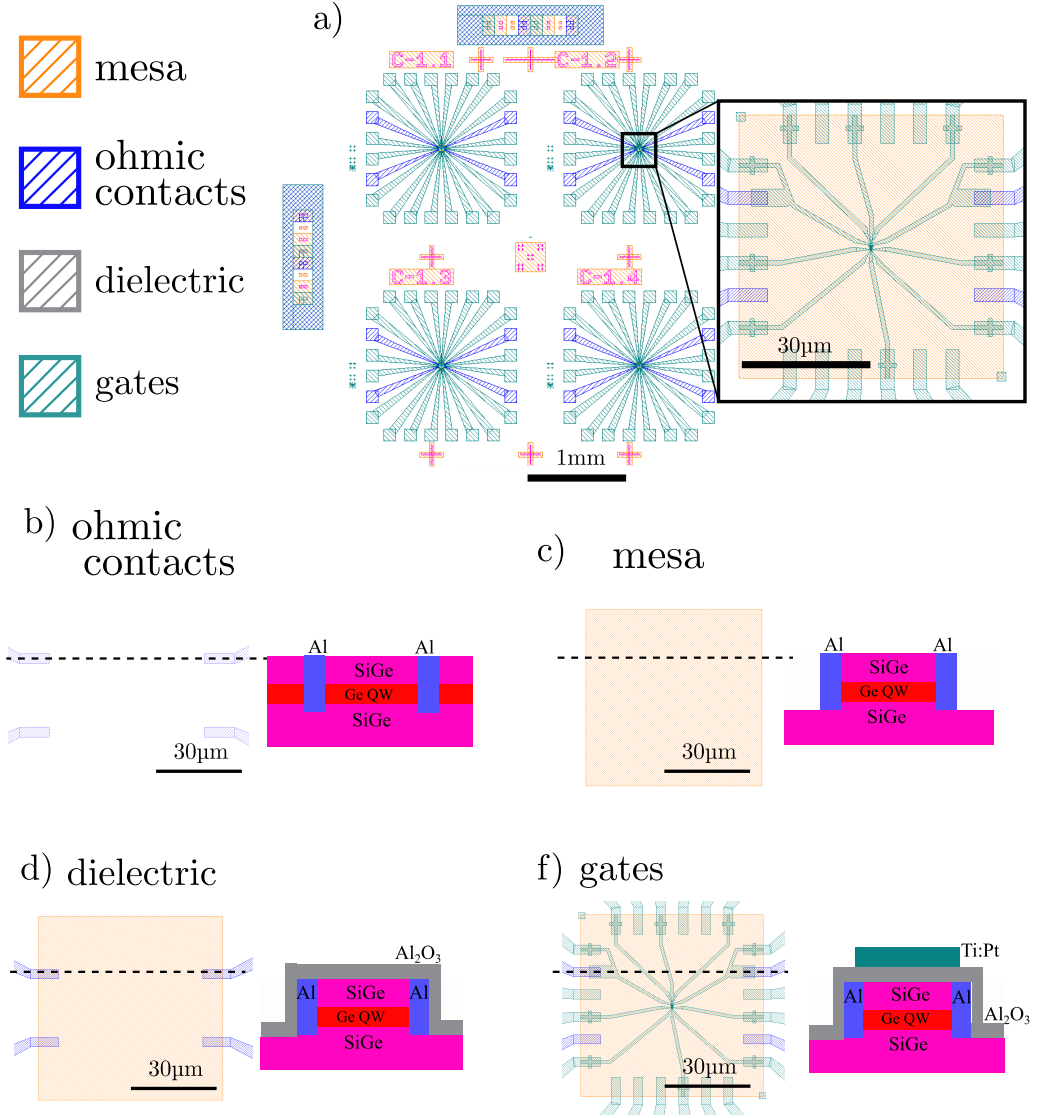 a)
mesa
ohmic
contacts
dielectric
gates
C-1.1
C-1.2
C-1.3
C-1.4
30µm
1mm
b) ohmic
contacts
Al
Al
SiGe
Ge QW
SiGe
30µm
c) mesa
Al
Al
SiGe
Ge QW
SiGe
30µm
d) dielectric
Al₂O₃
Al
SiGe
Al
Ge QW
SiGe
30µm
f) gates
Ti:Pt
Al
SiGe
Al
Ge QW
Al₂O₃
SiGe
30µm